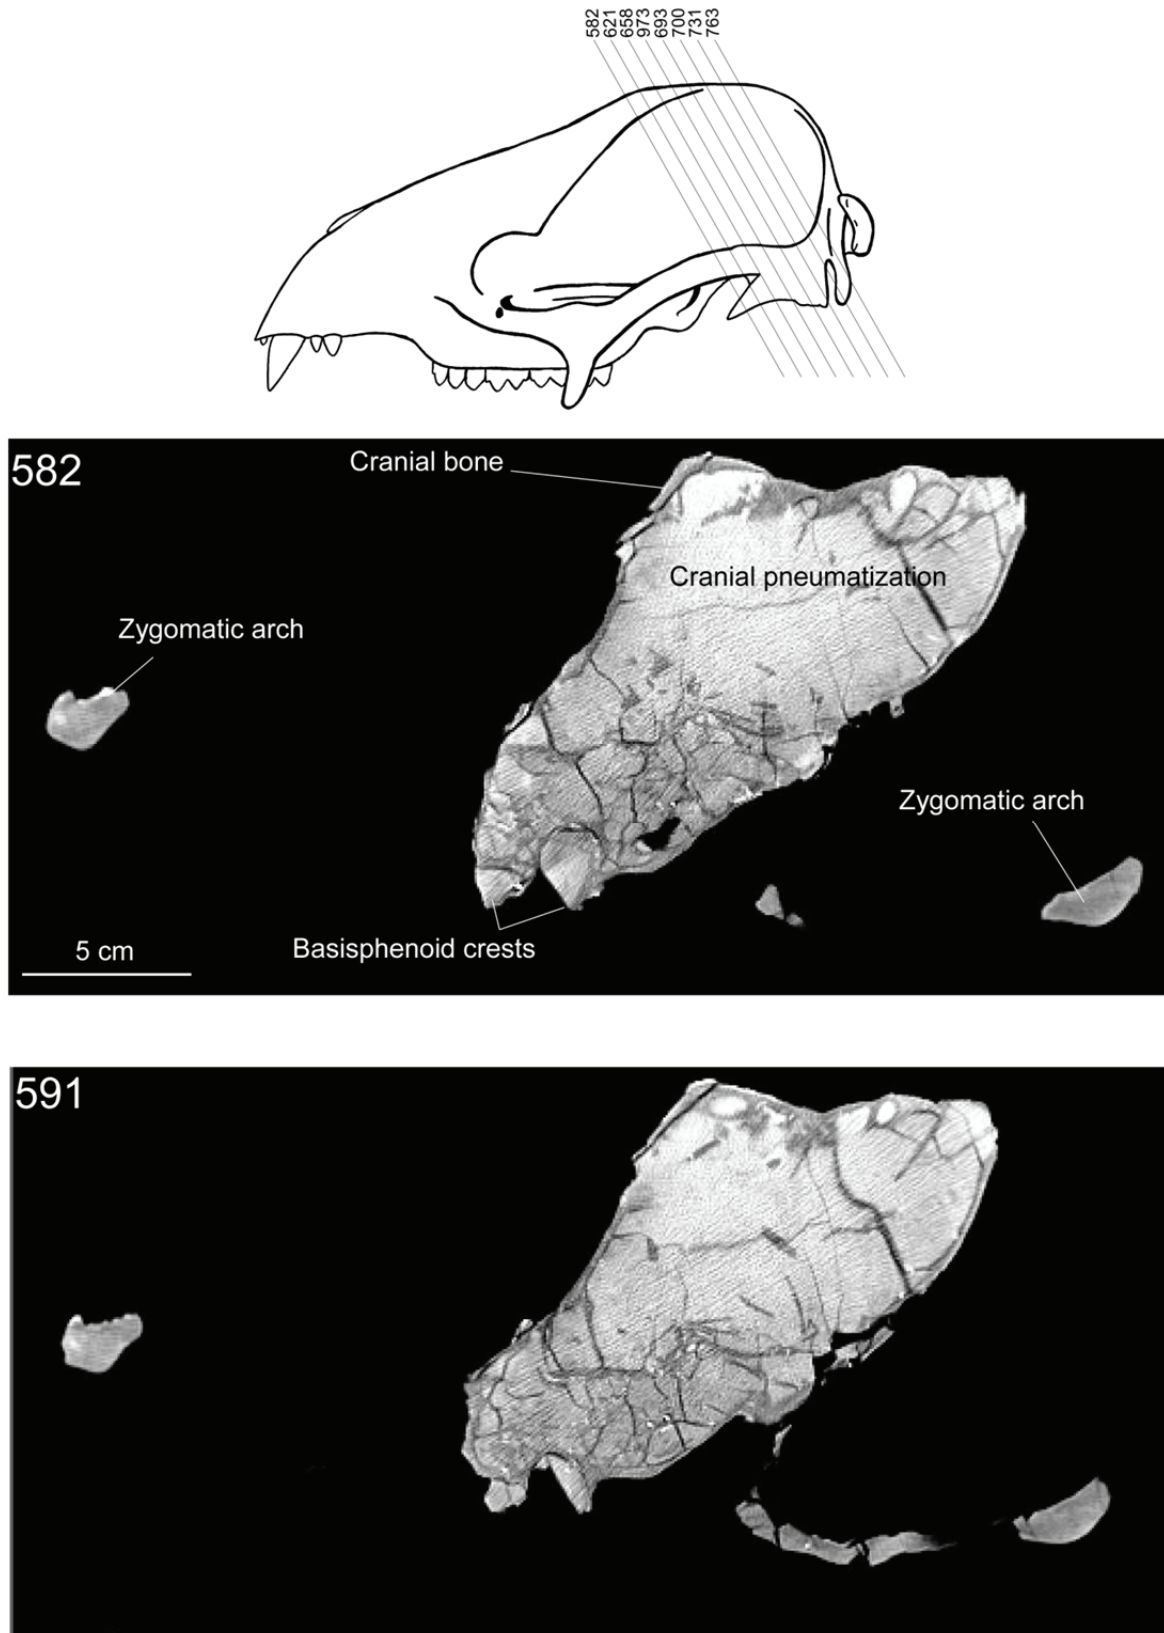 582
621
658
973
693
700
731
763
582
Cranial bone
Cranial pneumatization
Zygomatic arch
Zygomatic arch
Basisphenoid crests
5 cm
591